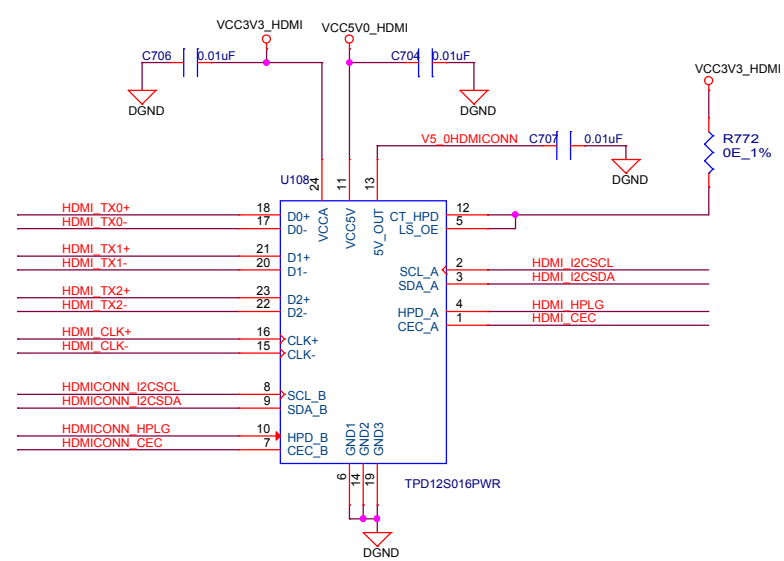 VCC3V3_HDMI
VCC5V0_HDMI
C706
0.01uF
C704
0.01uF
VCC3V3_HDMI
DGND
DGND
V5_0HDMICONN
C707
0.01uF
R772
0E_1%
DGND
U108
24
11
13
VCCA
VCC5V
5V_OUT
HDMI_TX0+
18
D0+
CT_HPD
12
HDMI_TX0-
17
D0-
LS_OE
5
HDMI_TX1+
21
D1+
HDMI_TX1-
20
D1-
SCL_A
2
HDMI_I2CSCL
SDA_A
3
HDMI_I2CSDA
HDMI_TX2+
23
D2+
HDMI_TX2-
22
D2-
HPD_A
4
HDMI_HPLG
CEC_A
1
HDMI_CEC
HDMI_CLK+
16
CLK+
HDMI_CLK-
15
CLK-
HDMICONN_I2CSCL
8
SCL_B
HDMICONN_I2CSDA
9
SDA_B
HDMICONN_HPLG
10
HPD_B
HDMICONN_CEC
7
CEC_B
GND1
GND2
GND3
6
14
19
TPD12S016PWR
DGND